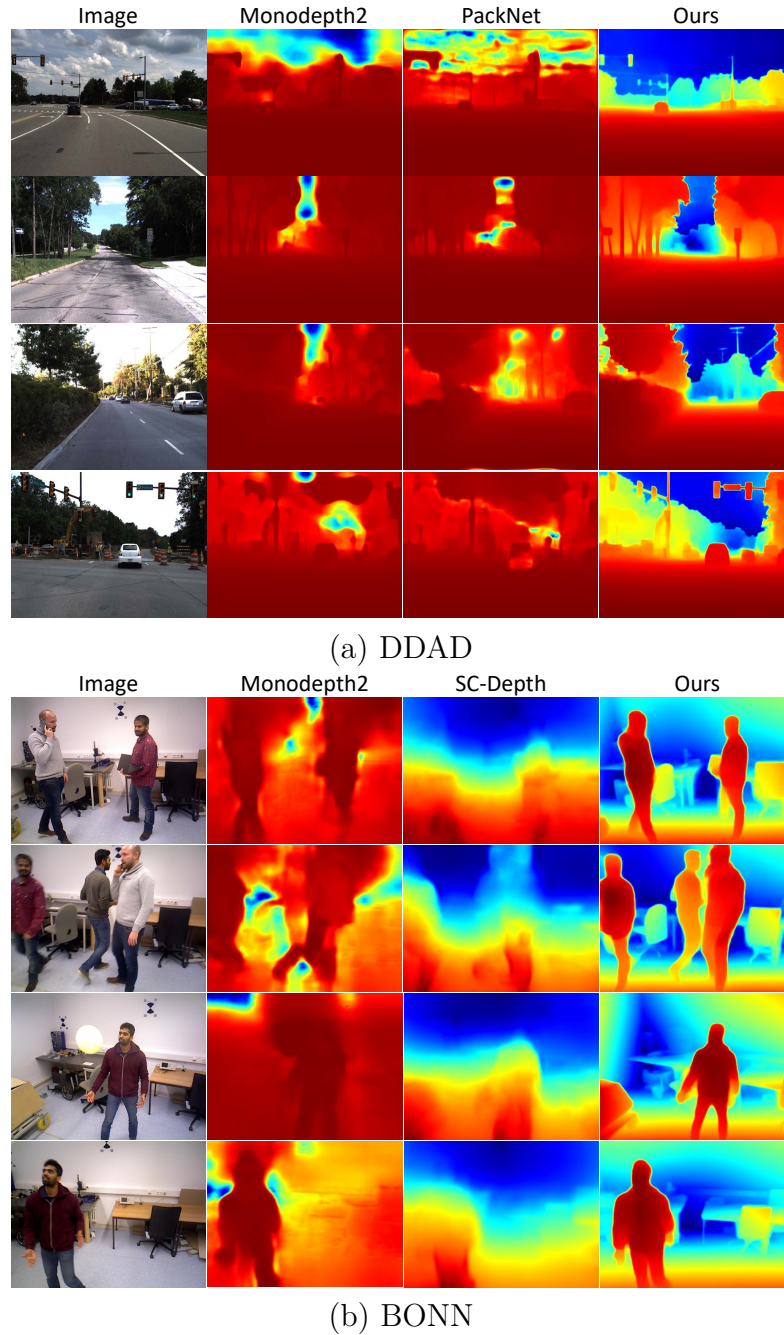 Image Monodepth2 PackNet Ours
(a) DDAD
Image Monodepth2 SC-Depth Ours
(b) BONN